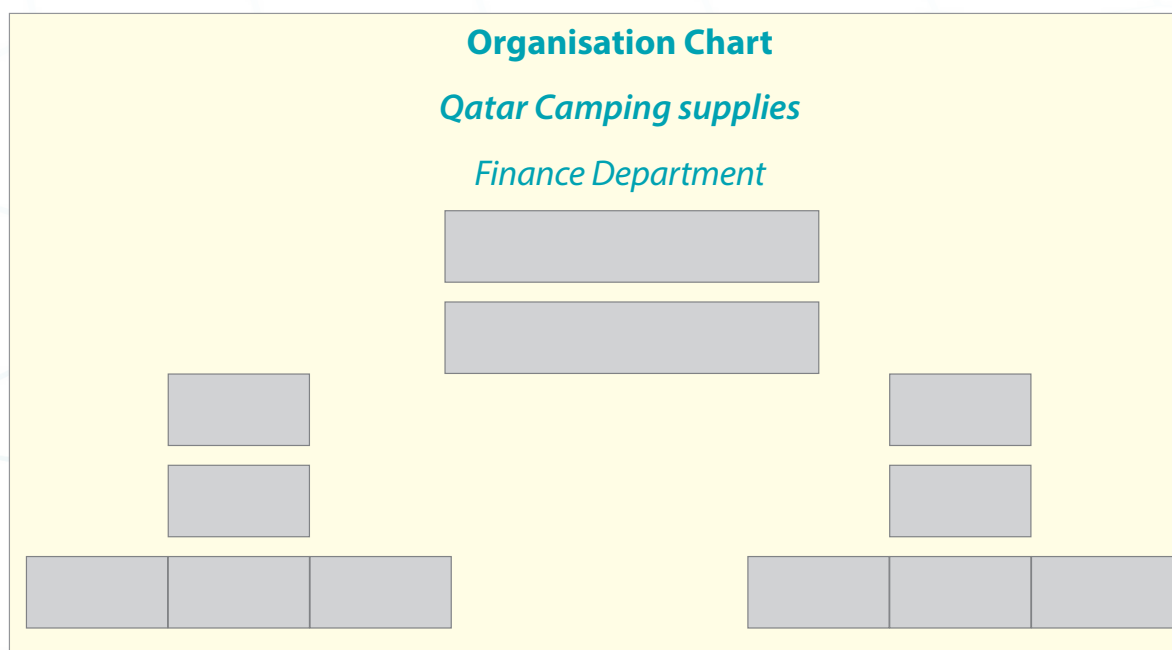 Organisation Chart
Qatar Camping supplies
Finance Department